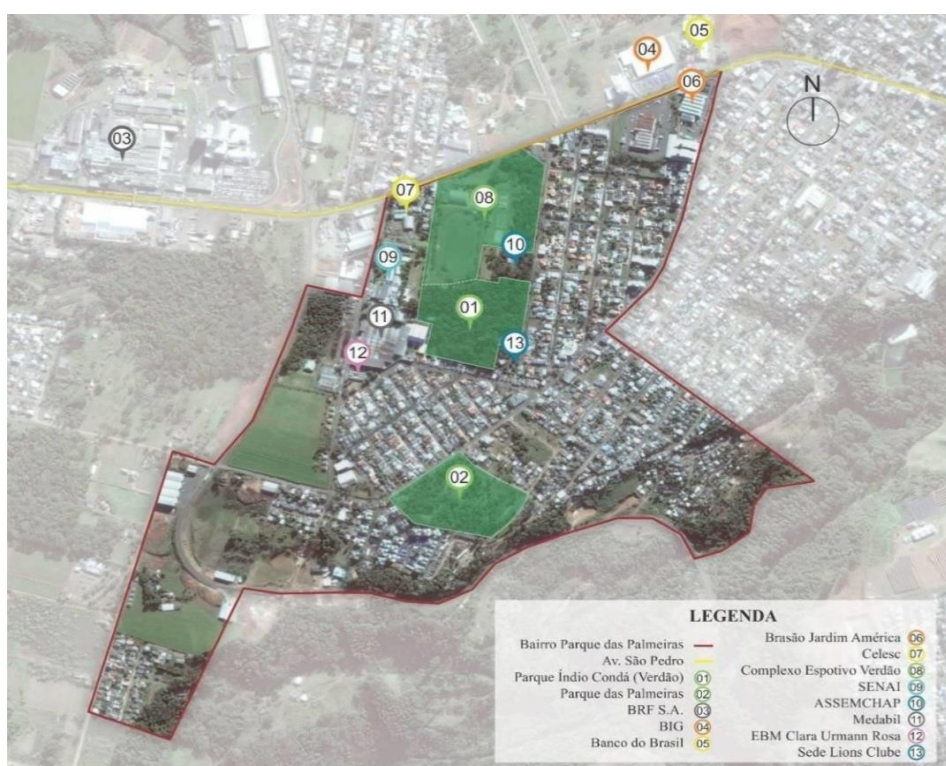 05
04
06
N
03
07
08
10
09
01
11
13
12
02
LEGENDA
Bairro Parque das Palmeiras
Av. São Pedro
Parque Índio Condá (Verdão) 01
Parque das Palmeiras 02
BRF S.A. 03
BIG 04
Banco do Brasil 05
Brasão Jardim América 06
Celesc 07
Complexo Espotivo Verdão 08
SENAI 09
ASSEMCHAP 10
Medabil 11
EBM Clara Urmann Rosa 12
Sede Lions Clube 13